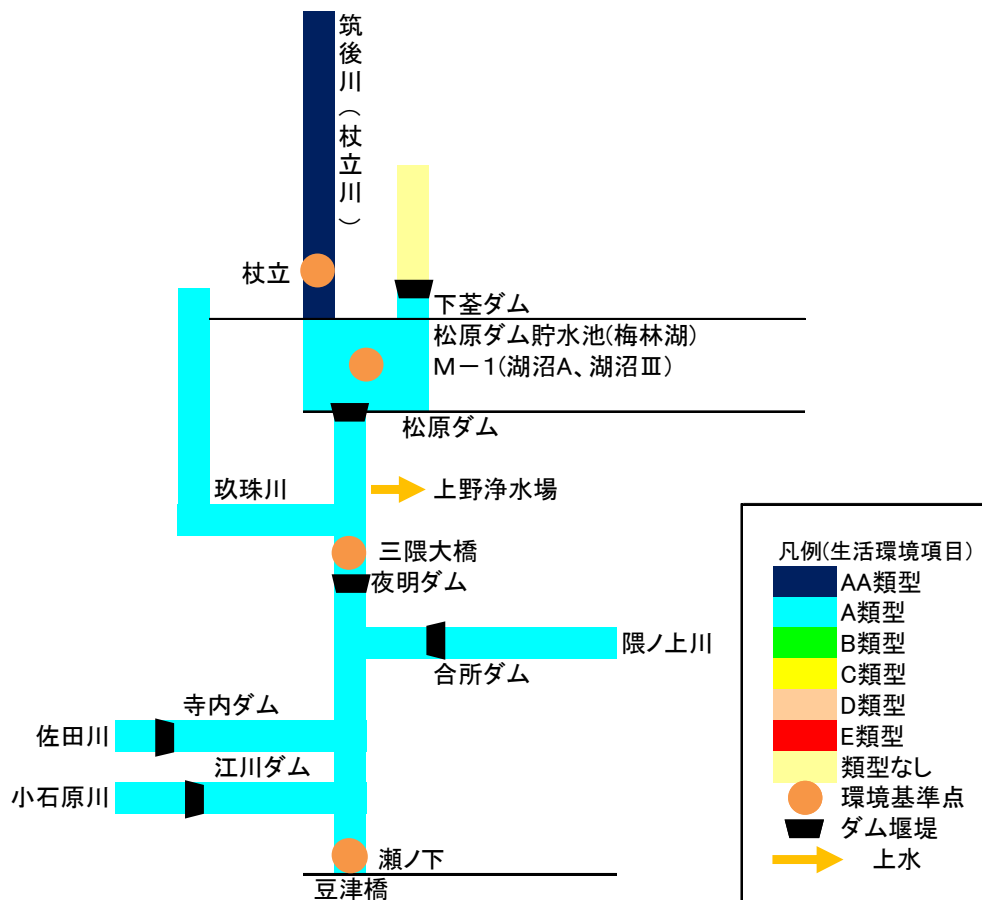 筑後川（杖立川）
杖立
下荃ダム
松原ダム貯水池(梅林湖)
M－1(湖沼A、湖沼Ⅲ)
松原ダム
玖珠川
上野浄水場
三隈大橋
夜明ダム
隈ノ上川
合所ダム
寺内ダム
佐田川
江川ダム
小石原川
瀬ノ下
豆津橋
凡例(生活環境項目)
AA類型
A類型
B類型
C類型
D類型
E類型
類型なし
環境基準点
ダム堰堤
上水